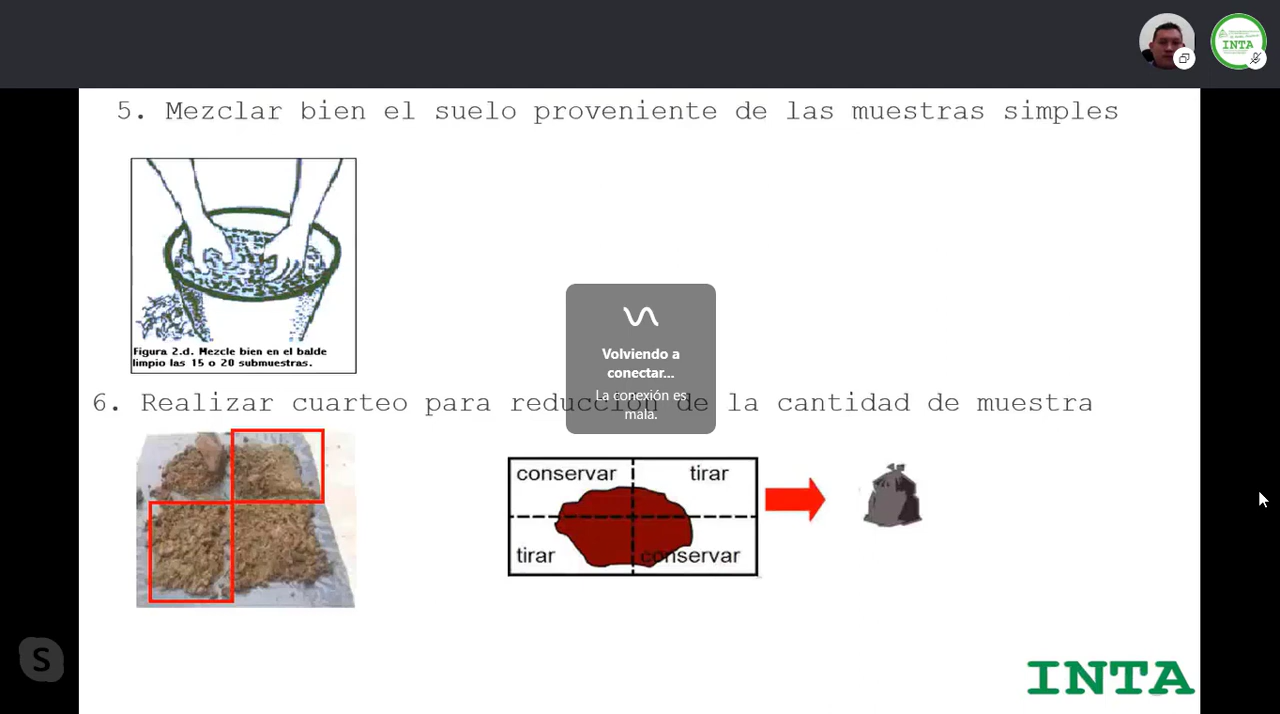 INTA
5. Mezclar bien el suelo proveniente de las muestras simples
Figura 2.d. Mezcle bien en el balde
limpio las 15 o 20 submuestras.
Volviendo a
conectar...
La conexión es
mala.
6. Realizar cuarteo para reducción de la cantidad de muestra
conservar
tirar
tirar
conservar
S
INTA